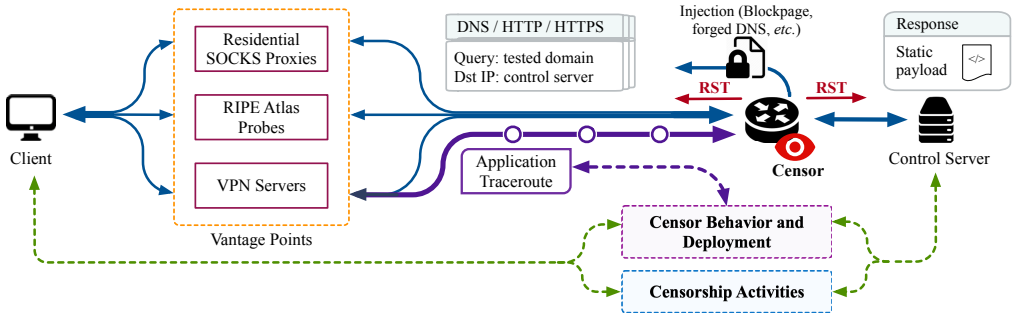 Client
Residential
SOCKS Proxies
RIPE Atlas
Probes
VPN Servers
Vantage Points
DNS / HTTP / HTTPS
Query: tested domain
Dst IP: control server
Injection (Blockpage,
forged DNS, etc.)
RST
RST
Censor
Response
Static
payload
</>
Control Server
Application
Traceroute
Censor Behavior and
Deployment
Censorship Activities